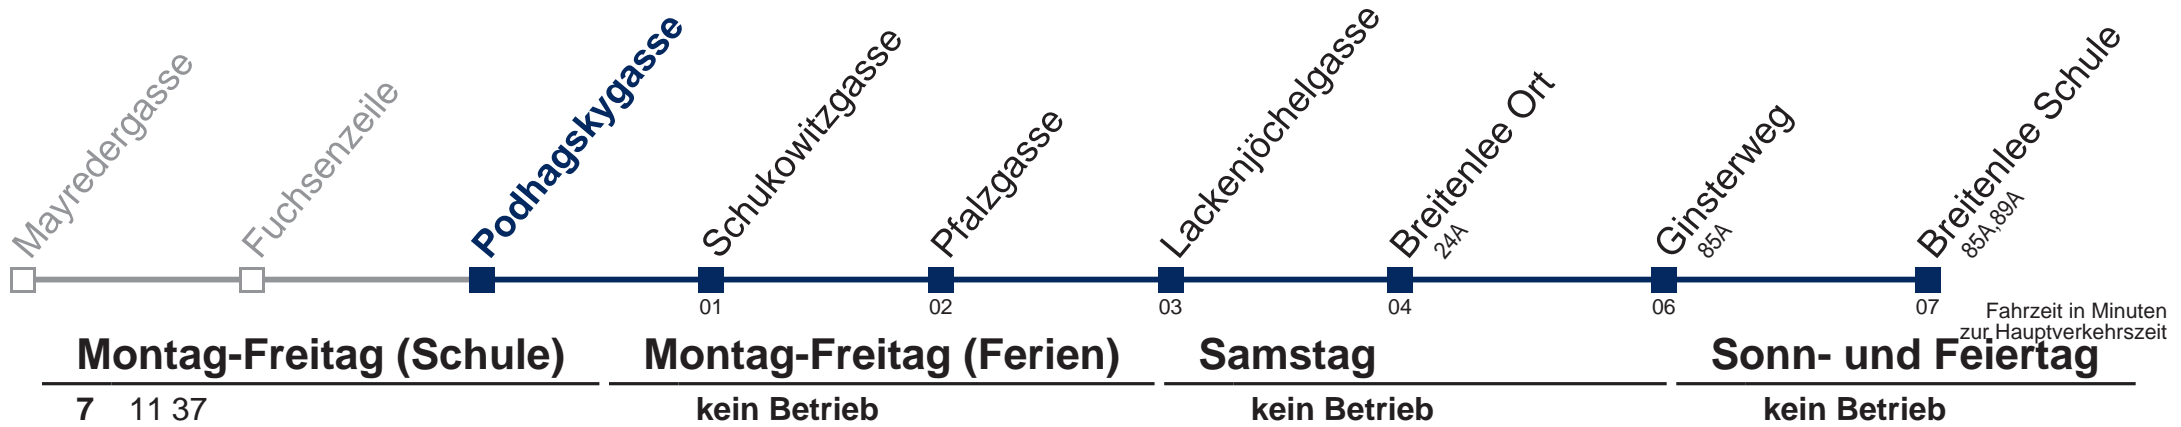 Mayredergasse
Fuchsenzeile
Podhagskygasse
Schukowitzgasse
Pfalzgasse
Lackenjöchelgasse
Breitenlee Ort
24A
Ginsterweg
85A
Breitenlee Schule
85A,89A
01 02 03 04 06 07
Fahrzeit in Minuten
zur Hauptverkehrszeit
Montag-Freitag (Schule) Montag-Freitag (Ferien) Samstag Sonn- und Feiertag
7 11 37 kein Betrieb kein Betrieb kein Betrieb